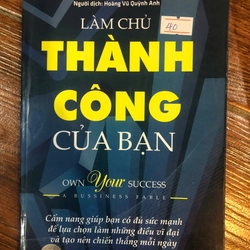 Người dịch: Hoàng Vũ Quỳnh Anh
LÀM CHỦ
40
THÀNH
CÔNG
CỦA BẠN
OWN Your SUCCESS
A BUSSINESS FABLE
Cẩm nang giúp bạn có đủ sức mạnh
để lựa chọn làm những điều vĩ đại
và tạo nên chiến thắng mỗi ngày